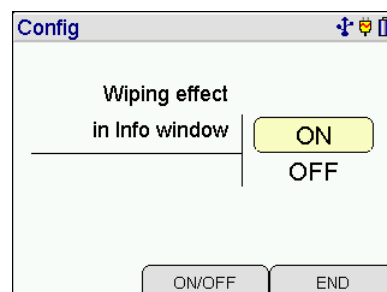 Config
Wiping effect
in Info window
ON
OFF
ON/OFF
END